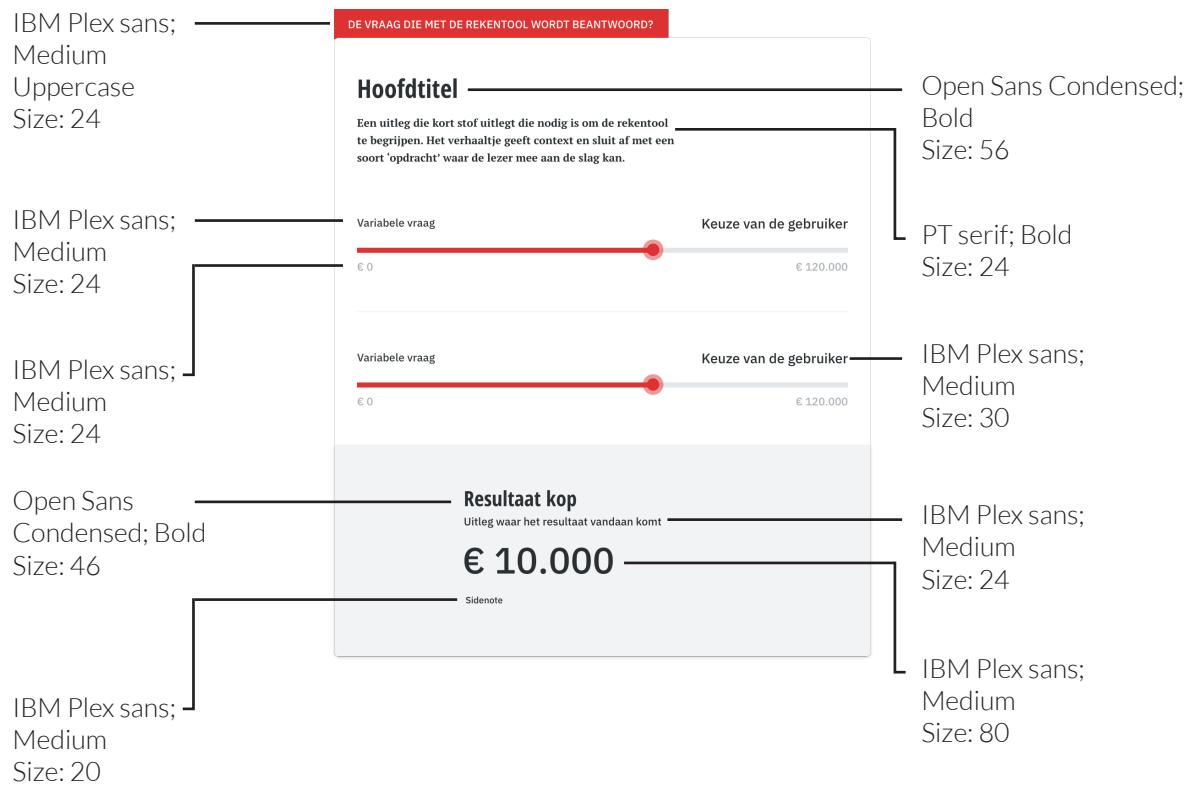 IBM Plex sans;
Medium
Uppercase
Size: 24
IBM Plex sans;
Medium
Size: 24
IBM Plex sans;
Medium
Size: 24
Open Sans
Condensed; Bold
Size: 46
IBM Plex sans;
Medium
Size: 20
DE VRAAG DIE MET DE REKENTOOL WORDT BEANTWOORD?
Hoofdtitel
Een uitleg die kort stof uitlegt die nodig is om de rekentool
te begrijpen. Het verhaaltje geeft context en sluit af met een
soort ‘opdracht’ waar de lezer mee aan de slag kan.
Variabele vraag
Keuze van de gebruiker
€ 0
€ 120.000
Variabele vraag
Keuze van de gebruiker
€ 0
€ 120.000
Resultaat kop
Uitleg waar het resultaat vandaan komt
€ 10.000
Sidenote
Open Sans Condensed;
Bold
Size: 56
PT serif; Bold
Size: 24
IBM Plex sans;
Medium
Size: 30
IBM Plex sans;
Medium
Size: 24
IBM Plex sans;
Medium
Size: 80